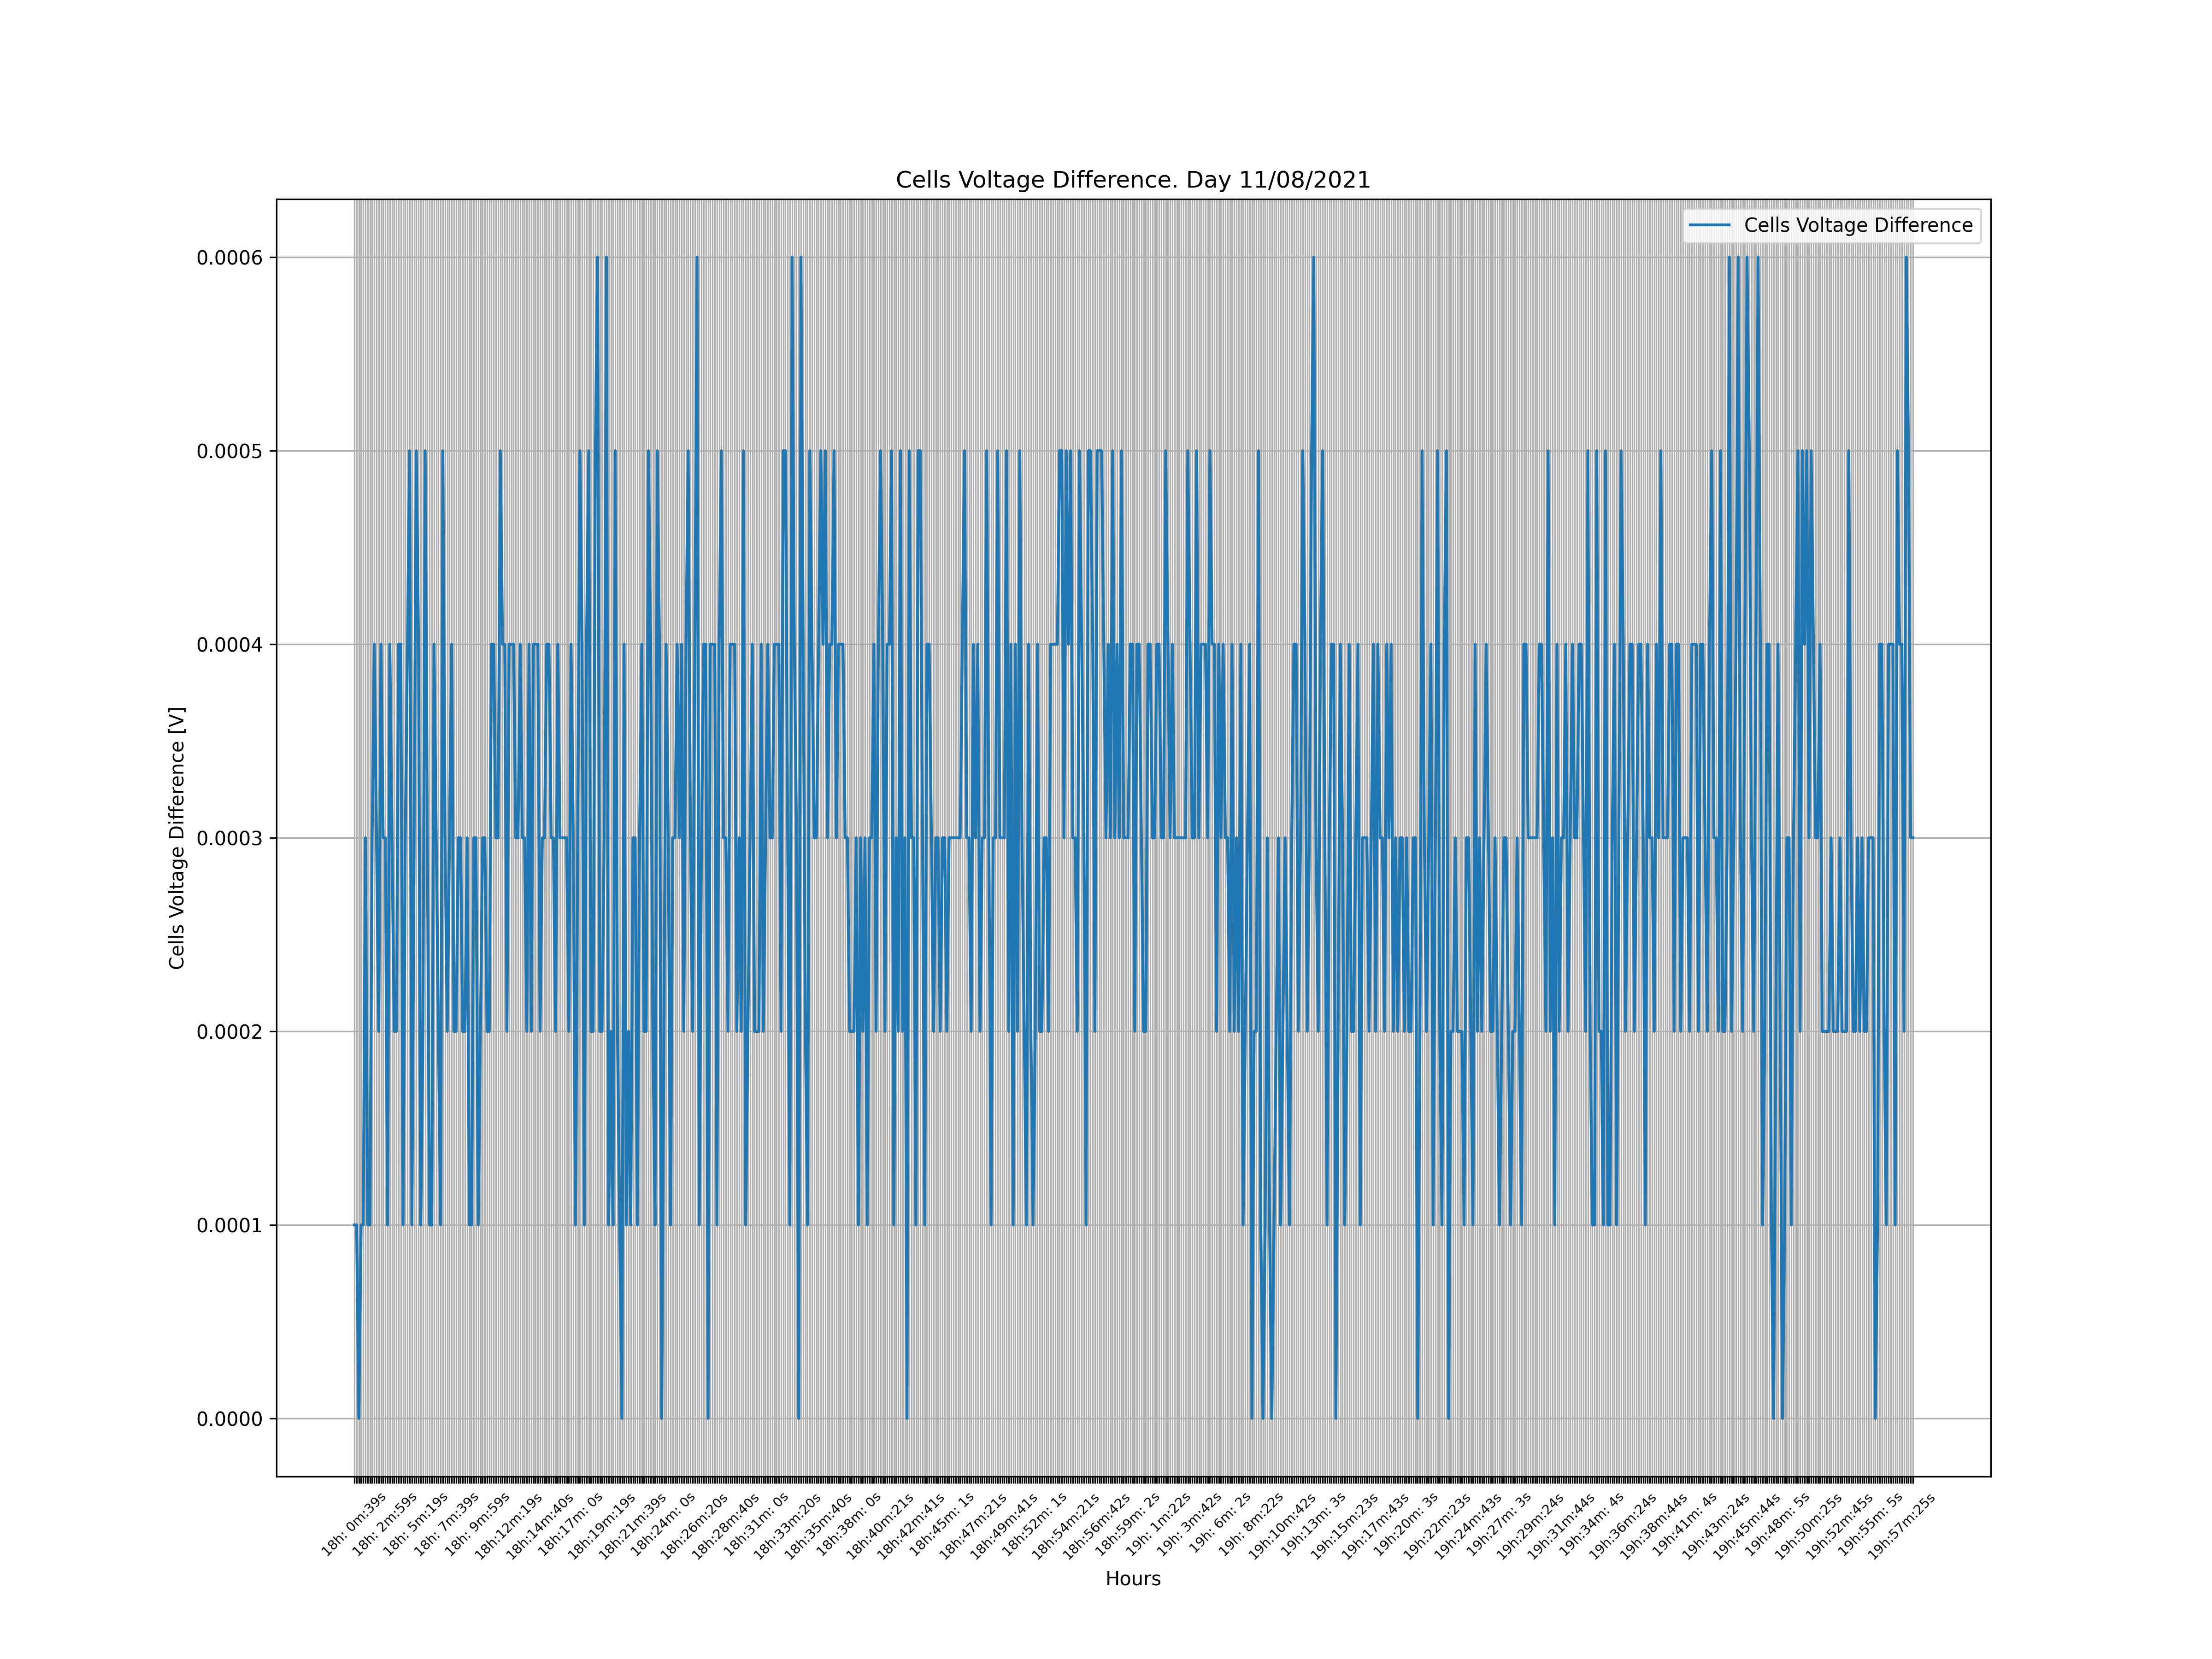 Cells Voltage Difference. Day 11/08/2021
Cells Voltage Difference
0.0006
0.0005
0.0004
0.0003
0.0002
0.0001
0.0000
Cells Voltage Difference [V]
18h: 0m:39s
18h: 2m:59s
18h: 5m:19s
18h: 7m:39s
18h: 9m:59s
18h:12m:19s
18h:14m:40s
18h:17m: 0s
18h:19m:19s
18h:21m:39s
18h:24m: 0s
18h:26m:20s
18h:28m:40s
18h:31m: 0s
18h:33m:20s
18h:35m:40s
18h:38m: 0s
18h:40m:21s
18h:42m:41s
18h:45m: 1s
18h:47m:21s
18h:49m:41s
18h:52m: 1s
18h:54m:21s
18h:56m:42s
18h:59m: 2s
19h: 1m:22s
19h: 3m:42s
19h: 6m: 2s
19h: 8m:22s
19h:10m:42s
19h:13m: 3s
19h:15m:23s
19h:17m:43s
19h:20m: 3s
19h:22m:23s
19h:24m:43s
19h:27m: 3s
19h:29m:24s
19h:31m:44s
19h:34m: 4s
19h:36m:24s
19h:38m:44s
19h:41m: 4s
19h:43m:24s
19h:45m:44s
19h:48m: 5s
19h:50m:25s
19h:52m:45s
19h:55m: 5s
19h:57m:25s
Hours